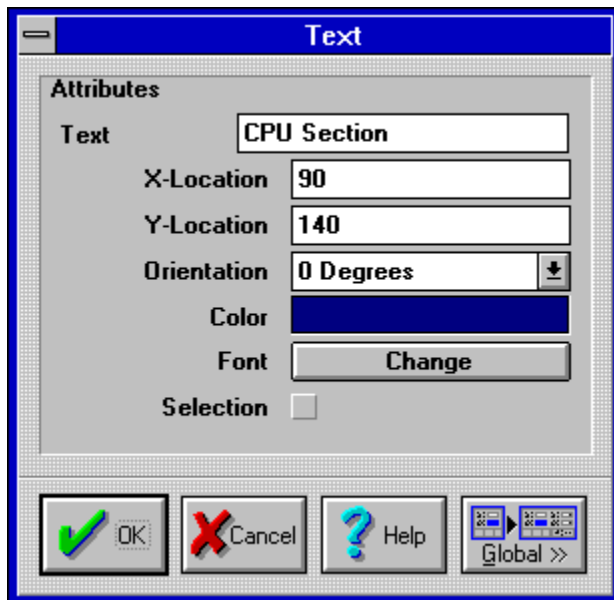 Text
Attributes
Text CPU Section
X-Location 90
Y-Location 140
Orientation 0 Degrees
Color
Font Change
Selection
OK Cancel Help Global >>